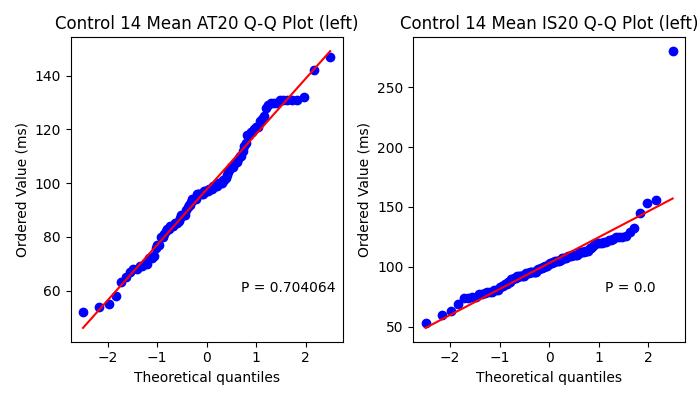 Control 14 Mean AT20 Q-Q Plot (left)
140
120
100
80
60
Ordered Value (ms)
P = 0.704064
−2
−1
0
1
2
Theoretical quantiles
Control 14 Mean IS20 Q-Q Plot (left)
250
200
150
100
50
Ordered Value (ms)
P = 0.0
−2
−1
0
1
2
Theoretical quantiles